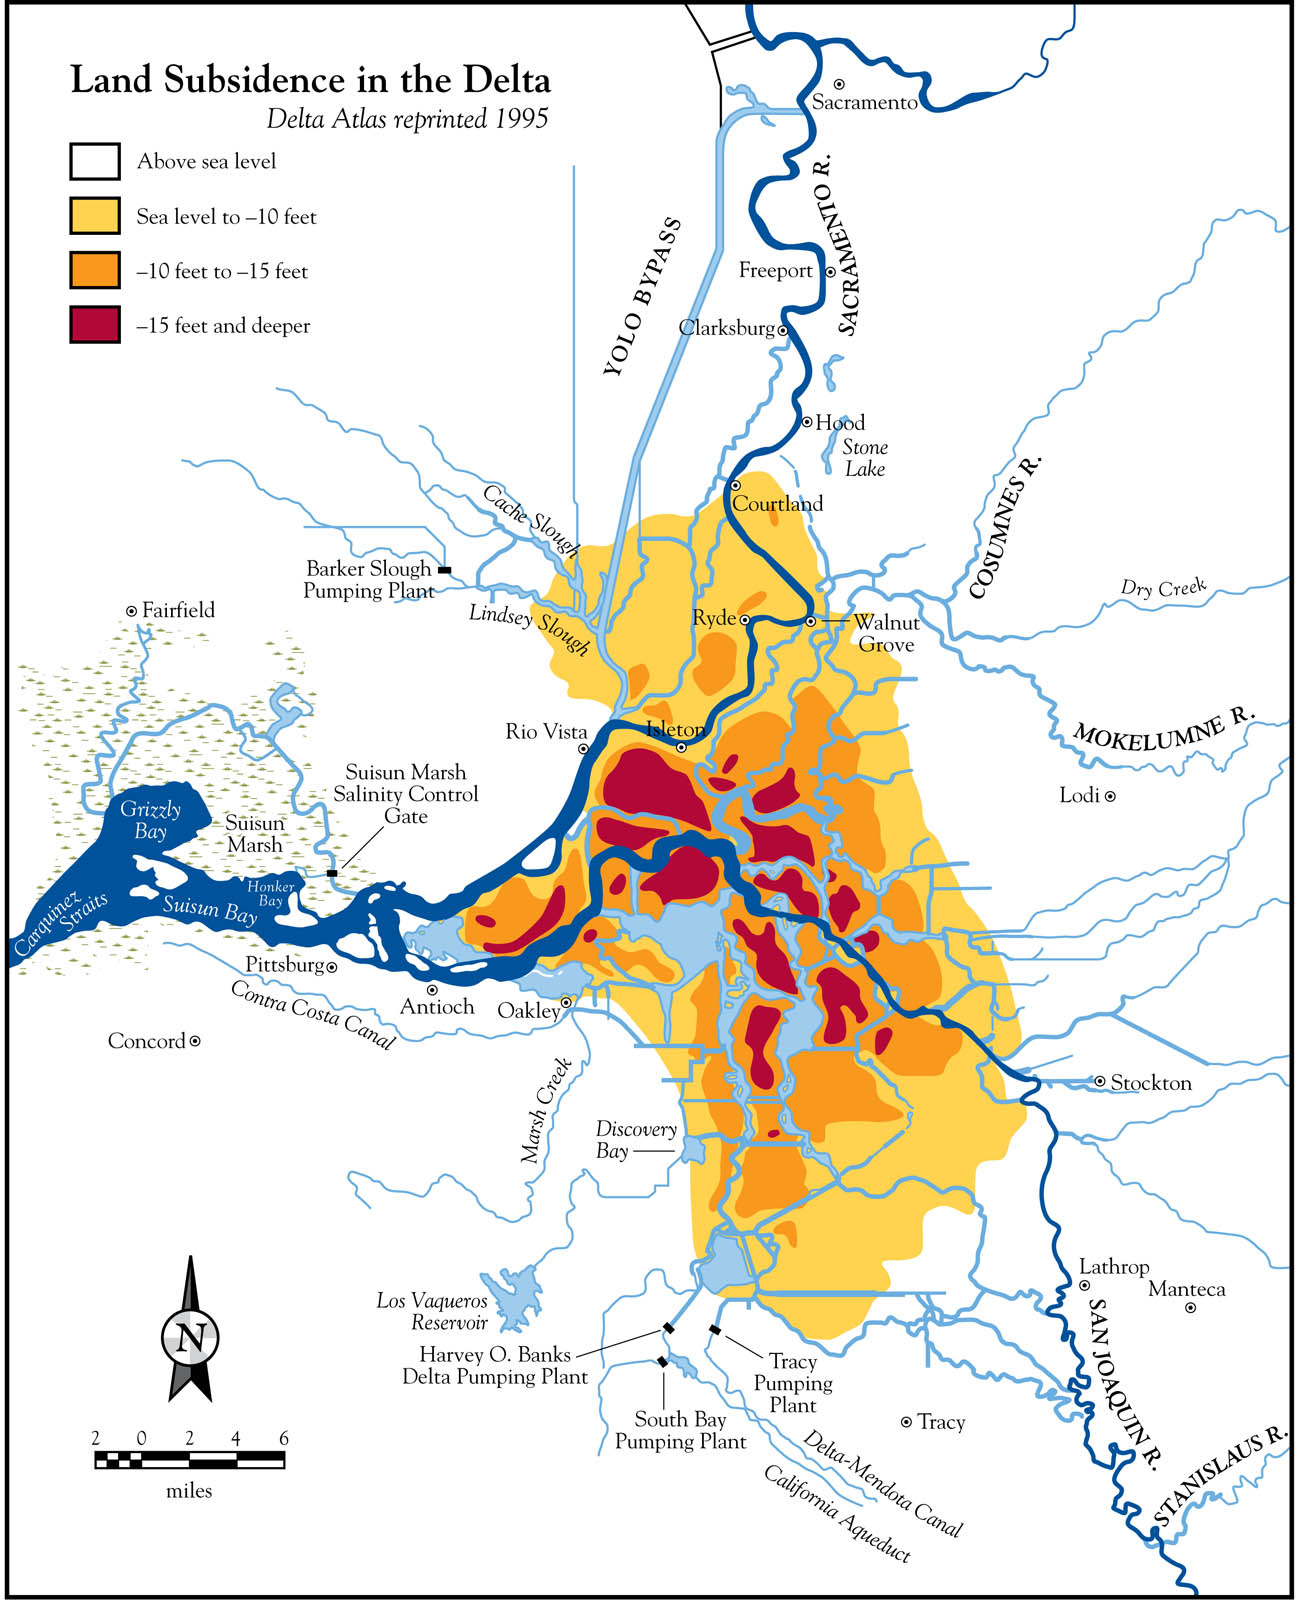 Land Subsidence in the Delta
Delta Atlas reprinted 1995
Above sea level
Sea level to –10 feet
–10 feet to –15 feet
–15 feet and deeper
Sacramento
SACRAMENTO R.
YOLO BYPASS
Freeport
Clarksburg
Hood
Stone
Lake
Courtland
COSUMNES R.
Cache Slough
Barker Slough
Pumping Plant
Lindsey Slough
Dry Creek
Fairfield
Ryde
Walnut
Grove
Rio Vista
Isleton
MOKELUMNE R.
Suisun Marsh
Salinity Control
Gate
Lodi
Grizzly
Bay
Suisun
Marsh
Honker
Bay
Carquinez
Straits
Suisun Bay
Pittsburg
Antioch
Oakley
Contra Costa Canal
Concord
Marsh Creek
Stockton
Discovery
Bay
Lathrop
Manteca
Los Vaqueros
Reservoir
SAN JOAQUIN R.
N
Harvey O. Banks
Delta Pumping Plant
Tracy
Pumping
Plant
South Bay
Pumping Plant
Tracy
Delta-Mendota Canal
California Aqueduct
STANISLAUS R.
2 0 2 4 6
miles